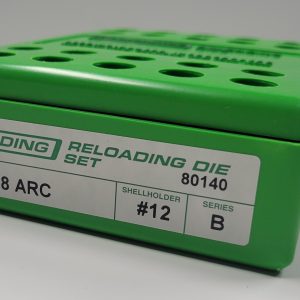 DING RELOADING DIE
SET
80140
8 ARC
SHELLHOLDER
#12
SERIES
B